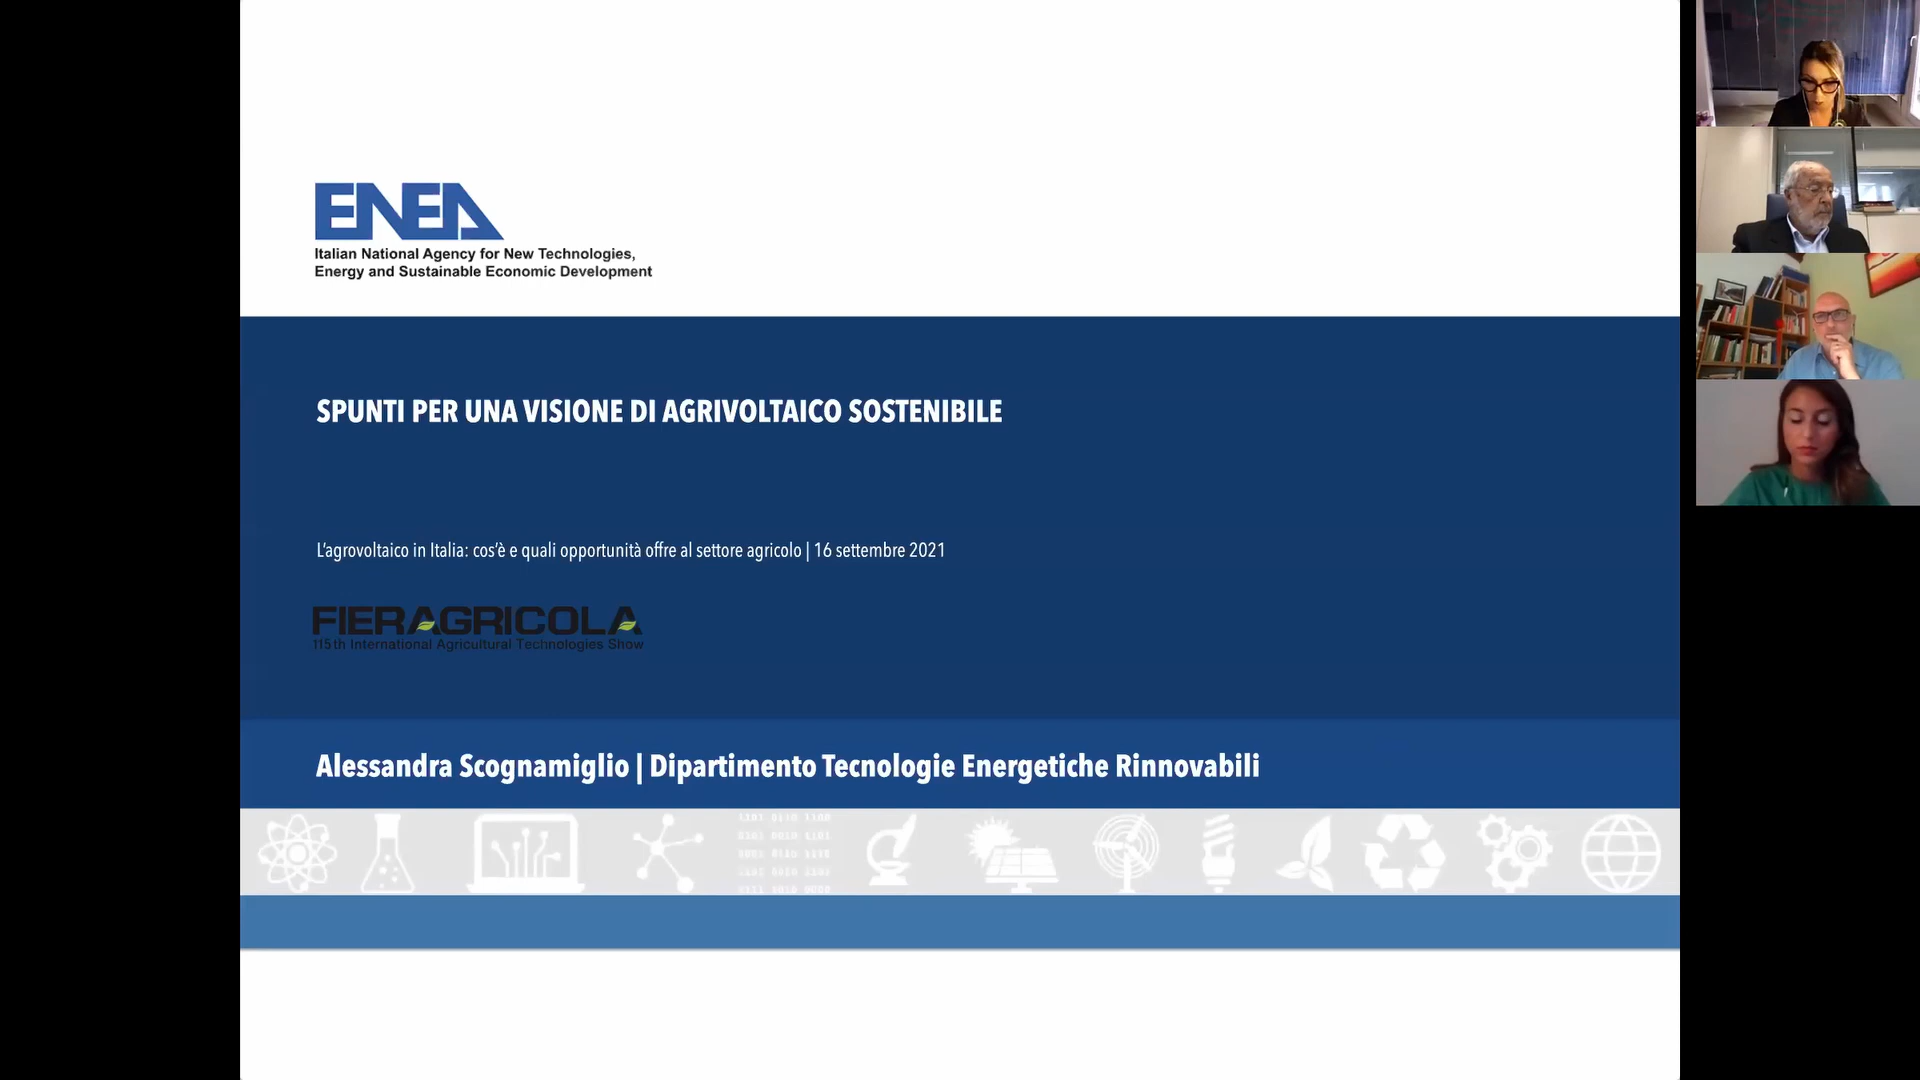 ENEA
Italian National Agency for New Technologies,
Energy and Sustainable Economic Development
SPUNTI PER UNA VISIONE DI AGRIVOLTAICO SOSTENIBILE
L'agrovoltaico in Italia: cos'è e quali opportunità offre al settore agricolo | 16 settembre 2021
FIERAGRICOLA
115th International Agricultural Technologies Show
Alessandra Scognamiglio | Dipartimento Tecnologie Energetiche Rinnovabili